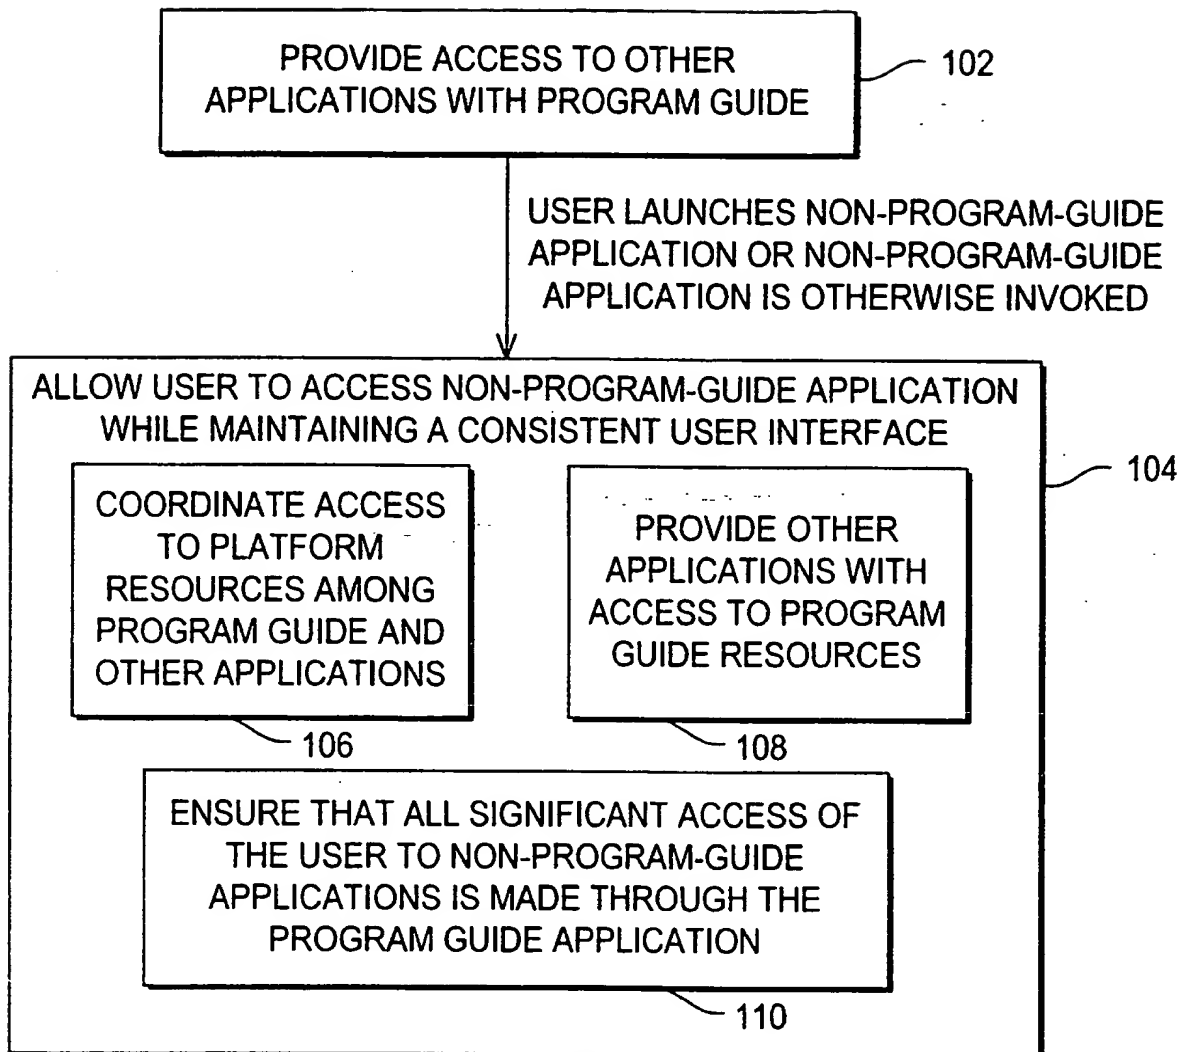 PROVIDE ACCESS TO OTHER
APPLICATIONS WITH PROGRAM GUIDE
102
USER LAUNCHES NON-PROGRAM-GUIDE
APPLICATION OR NON-PROGRAM-GUIDE
APPLICATION IS OTHERWISE INVOKED
ALLOW USER TO ACCESS NON-PROGRAM-GUIDE APPLICATION
WHILE MAINTAINING A CONSISTENT USER INTERFACE
104
COORDINATE ACCESS
TO PLATFORM
RESOURCES AMONG
PROGRAM GUIDE AND
OTHER APPLICATIONS
106
PROVIDE OTHER
APPLICATIONS WITH
ACCESS TO PROGRAM
GUIDE RESOURCES
108
ENSURE THAT ALL SIGNIFICANT ACCESS OF
THE USER TO NON-PROGRAM-GUIDE
APPLICATIONS IS MADE THROUGH THE
PROGRAM GUIDE APPLICATION
110